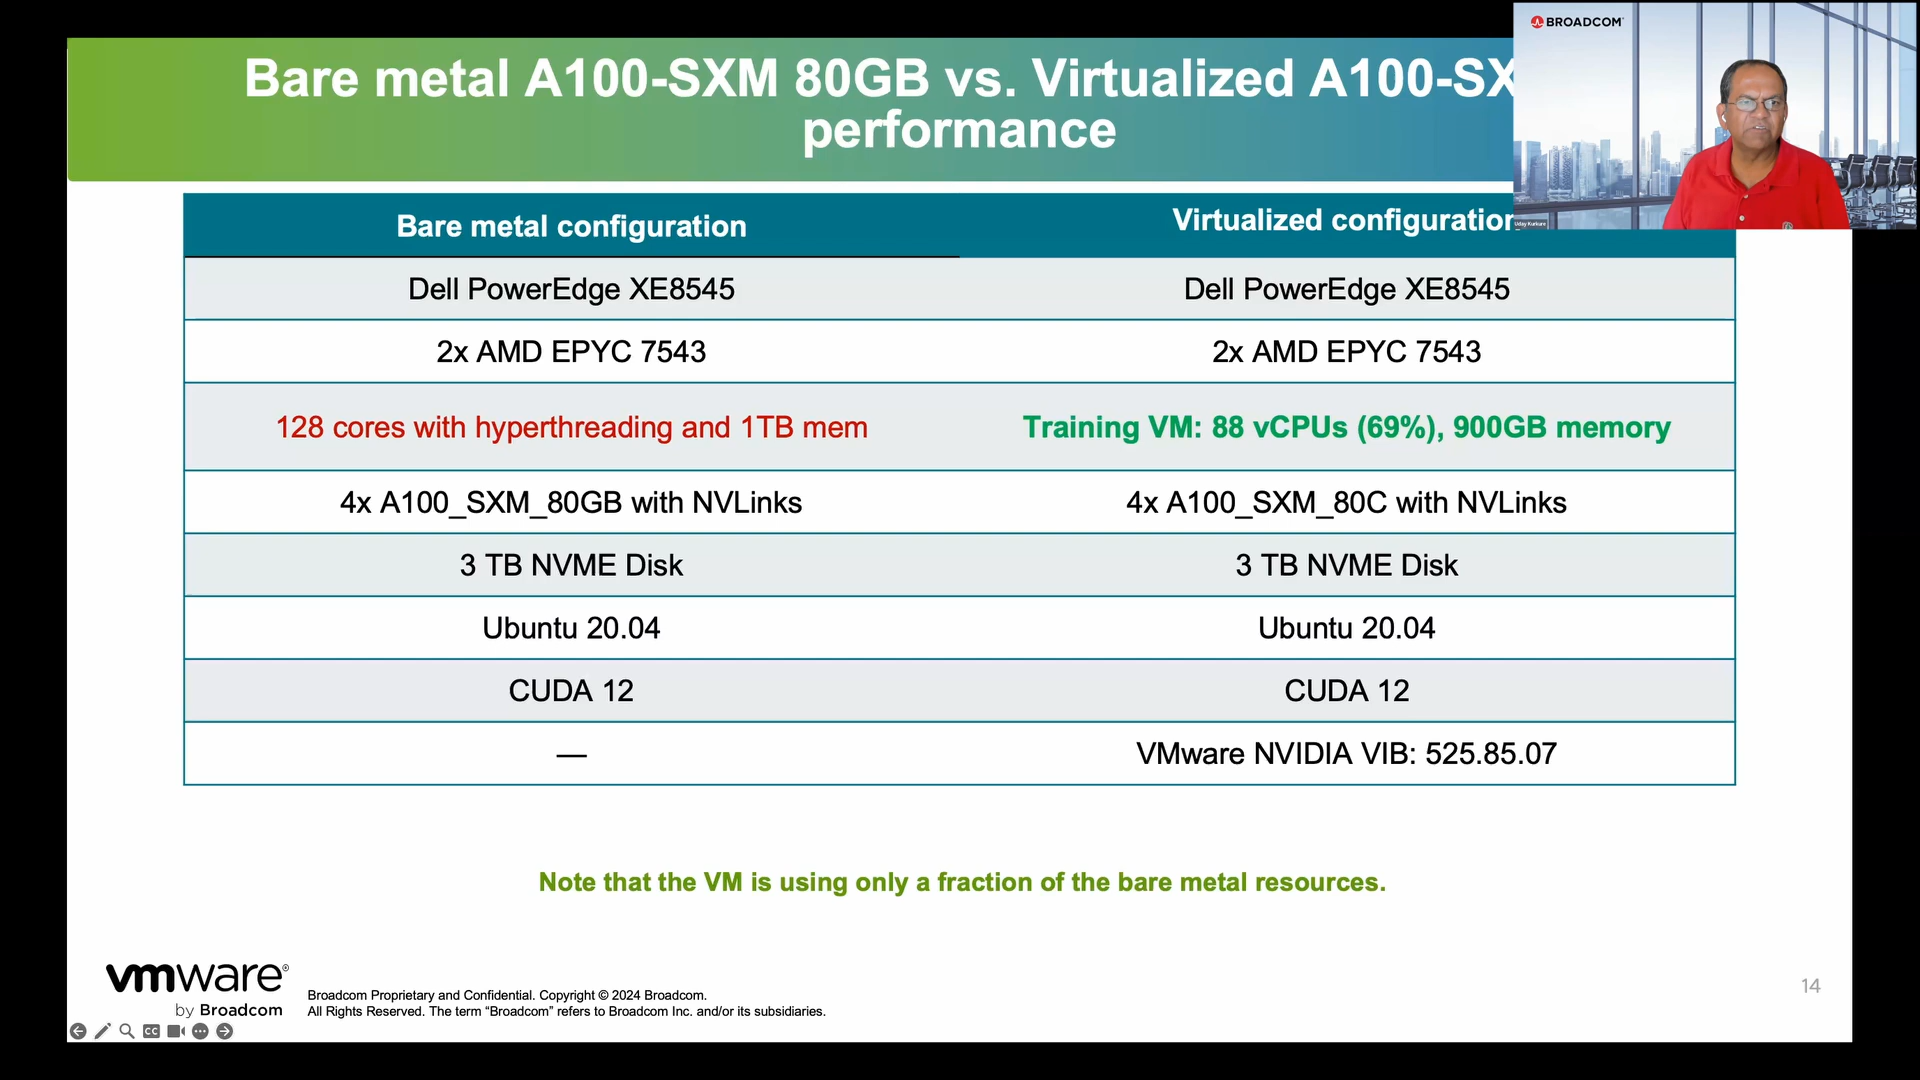 BROADCOM
Bare metal A100-SXM 80GB vs. Virtualized A100-SX
performance
Uday Kurkure
Bare metal configuration
Virtualized configuration
Dell PowerEdge XE8545
Dell PowerEdge XE8545
2x AMD EPYC 7543
2x AMD EPYC 7543
128 cores with hyperthreading and 1TB mem
Training VM: 88 vCPUs (69%), 900GB memory
4x A100_SXM_80GB with NVLinks
4x A100_SXM_80C with NVLinks
3 TB NVME Disk
3 TB NVME Disk
Ubuntu 20.04
Ubuntu 20.04
CUDA 12
CUDA 12
—
VMware NVIDIA VIB: 525.85.07
Note that the VM is using only a fraction of the bare metal resources.
vmware®
by Broadcom
Broadcom Proprietary and Confidential. Copyright © 2024 Broadcom.
All Rights Reserved. The term “Broadcom” refers to Broadcom Inc. and/or its subsidiaries.
14
CC